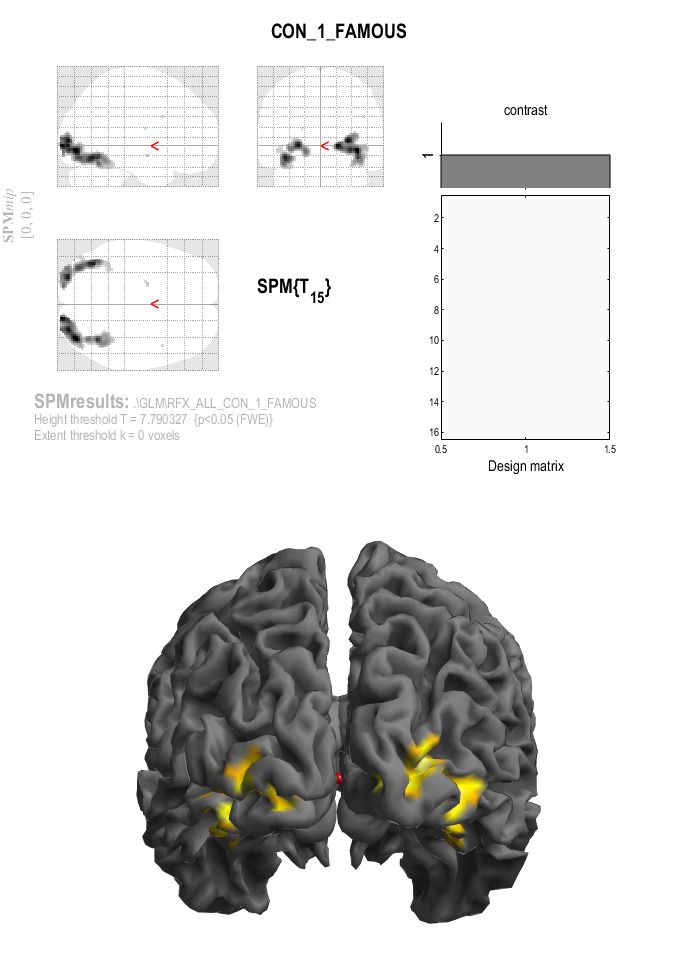 CON_1_FAMOUS
contrast
1
SPMmip
[0, 0, 0]
<
<
<
SPM{T15}
2
4
6
8
10
12
14
16
0.5 1 1.5
Design matrix
SPMresults: .\GLM\RFX_ALL_CON_1_FAMOUS
Height threshold T = 7.790327 {p<0.05 (FWE)}
Extent threshold k = 0 voxels